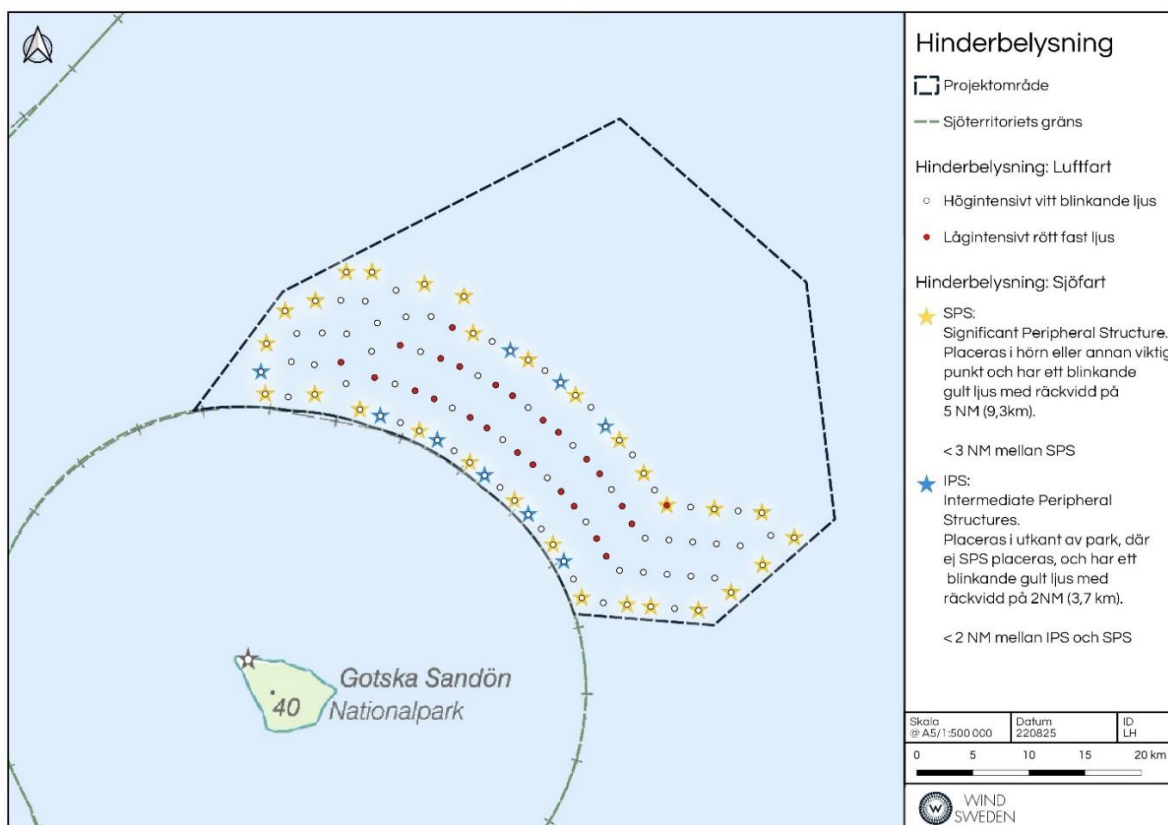 Hinderbelysning
Projektområde
Sjöterritoriets gräns
Hinderbelysning: Luftfart
Högintensivt vitt blinkande ljus
Lågintensivt rött fast ljus
Hinderbelysning: Sjöfart
SPS:
Significant Peripheral Structure.
Placeras i hörn eller annan viktig
punkt och har ett blinkande
gult ljus med räckvidd på
5 NM (9,3km).
< 3 NM mellan SPS
IPS:
Intermediate Peripheral
Structures.
Placeras i utkant av park, där
ej SPS placeras, och har ett
blinkande gult ljus med
räckvidd på 2NM (3,7 km).
< 2 NM mellan IPS och SPS
Gotska Sandön
40 Nationalpark
Skala Datum ID
@ A5/1:500 000 220825 LH
0 5 10 15 20 km
W WIND
SWEDEN